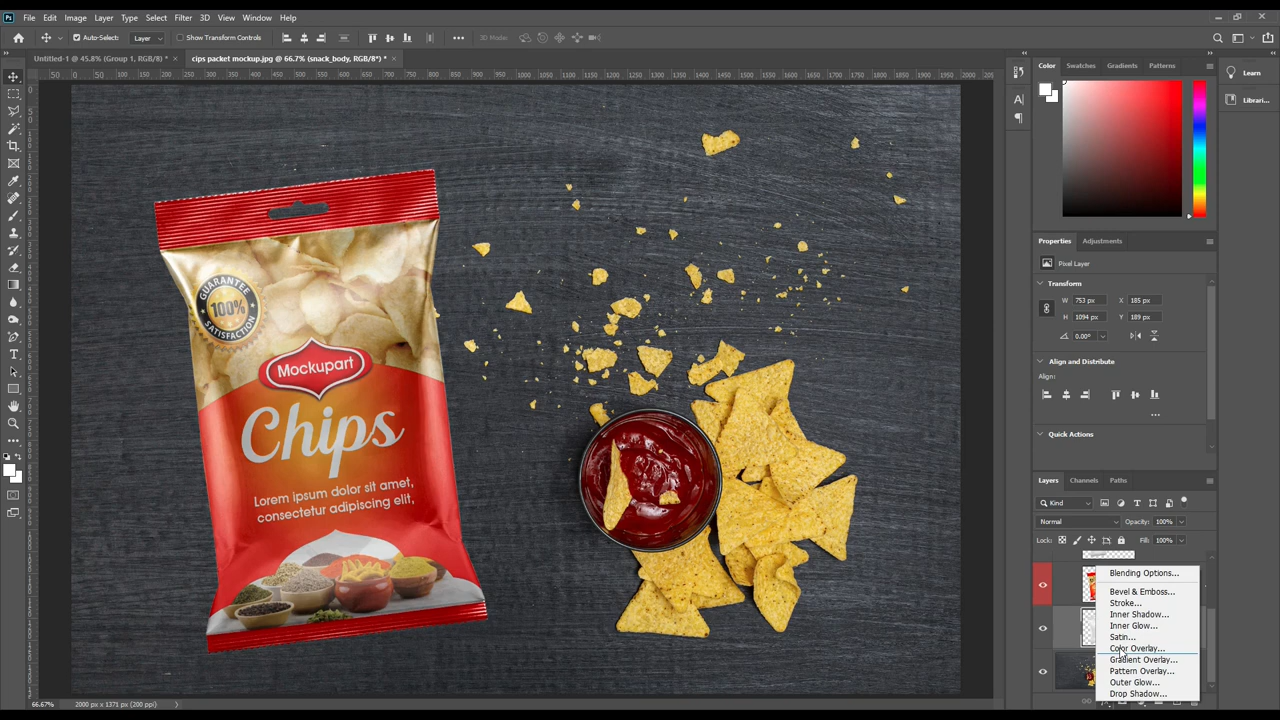 Ps File Edit Image Layer Type Select Filter 3D View Window Help
Auto-Select: Layer Show Transform Controls 3D Mode:
Untitled-1 @ 45.8% (Group 1, RGB/8) * × cips packet mockup.jpg @ 66.7% (snack_body, RGB/8*) * ×
Color Swatches Gradients Patterns
Learn
Librari...
Properties Adjustments
Pixel Layer
Transform
W 753 px X 185 px
H 1094 px Y 189 px
0.00°
Align and Distribute
Align:
Quick Actions
Layers Channels Paths
Kind
Normal Opacity: 100%
Lock: Fill: 100%
Blending Options...
Bevel & Emboss...
Stroke...
Inner Shadow...
Inner Glow...
Satin...
Color Overlay...
Gradient Overlay...
Pattern Overlay...
Outer Glow...
Drop Shadow...
GUARANTEE
100%
SATISFACTION
Mockupart
Chips
Lorem ipsum dolor sit amet,
consectetur adipiscing elit,
66.67% 2000 px x 1371 px (200 ppi)